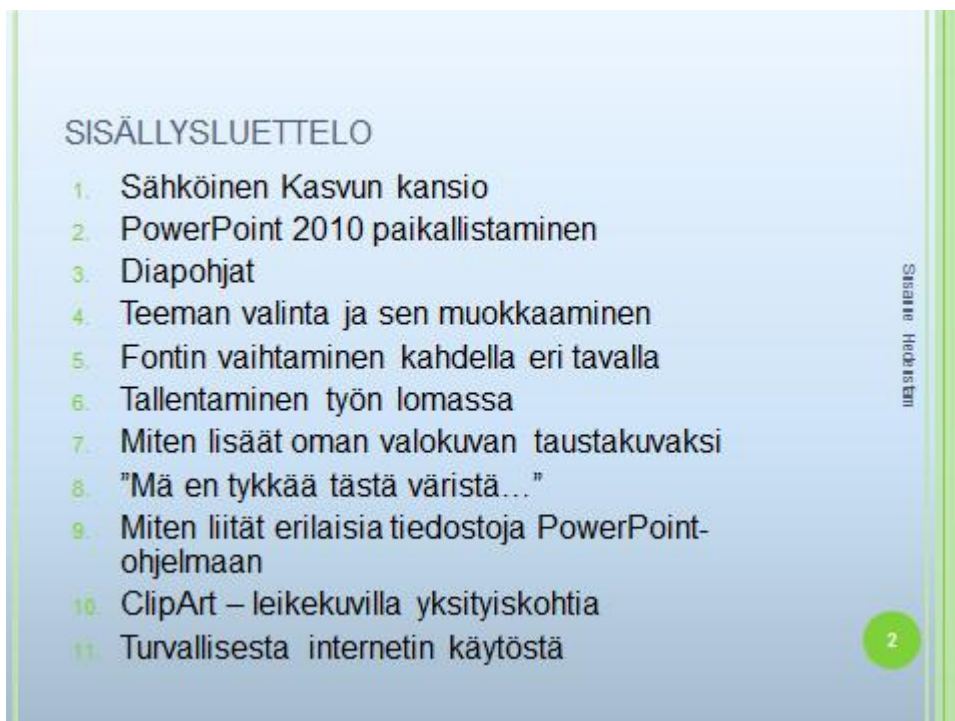 SISÄLLYSLUETTELO
1. Sähköinen Kasvun kansio
2. PowerPoint 2010 paikallistaminen
3. Diapohjat
4. Teeman valinta ja sen muokkaaminen
5. Fontin vaihtaminen kahdella eri tavalla
6. Tallentaminen työn lomassa
7. Miten lisäät oman valokuvan taustakuvaksi
8. ”Mä en tykkää tästä väristä…”
9. Miten liität erilaisia tiedostoja PowerPoint-
ohjelmaan
10. ClipArt – leikekuvilla yksityiskohtia
11. Turvallisesta internetin käytöstä
Susanne Hedenstam
2